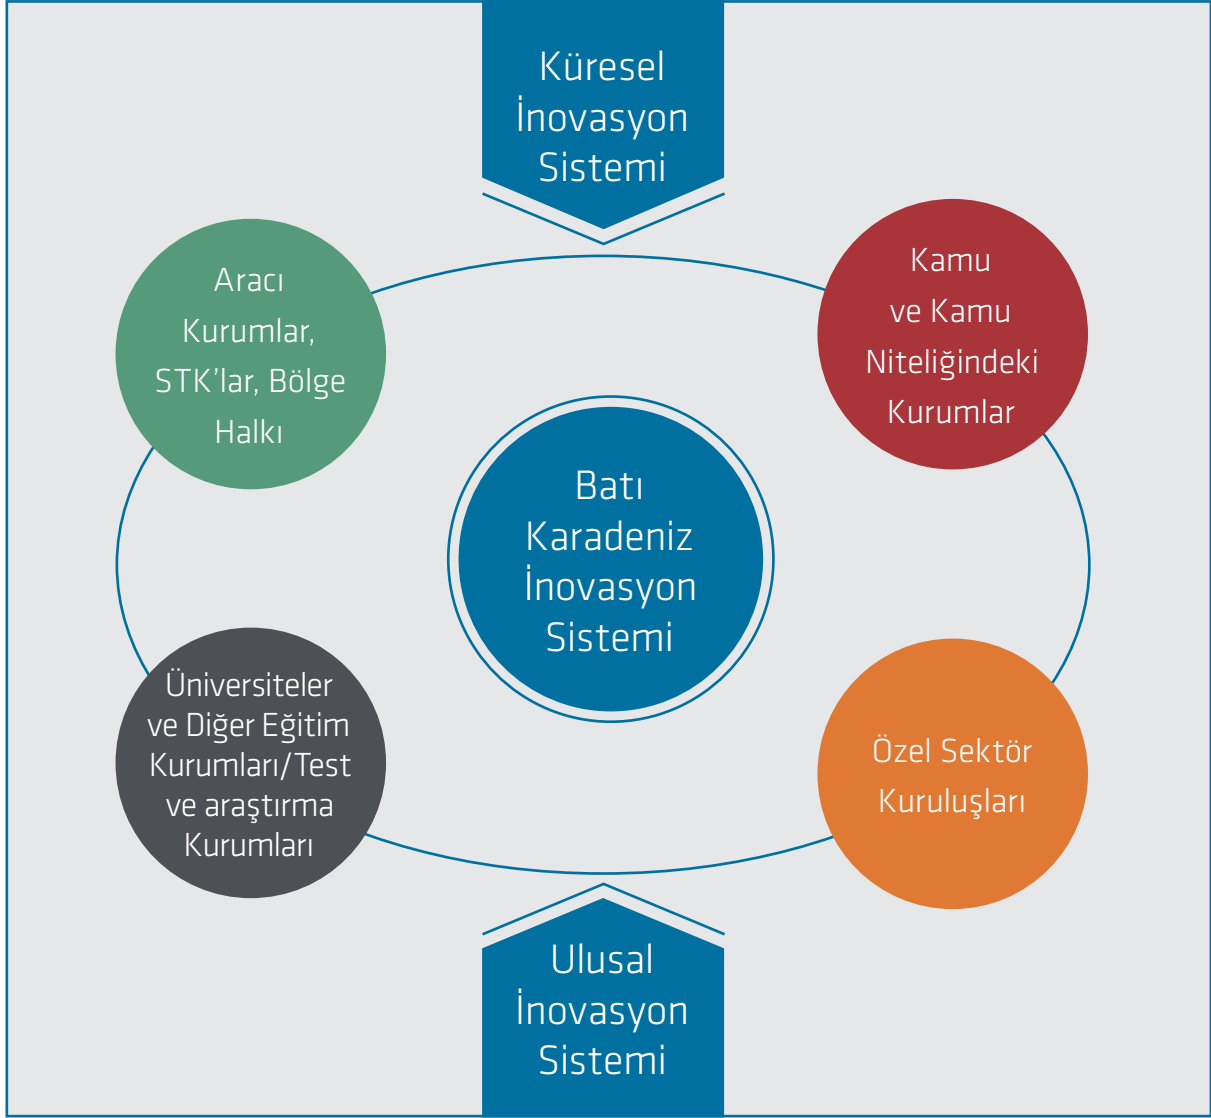 Küresel
İnovasyon
Sistemi
Aracı
Kurumlar,
STK’lar, Bölge
Halkı
Kamu
ve Kamu
Niteliğindeki
Kurumlar
Batı
Karadeniz
İnovasyon
Sistemi
Üniversiteler
ve Diğer Eğitim
Kurumları/Test
ve araştırma
Kurumları
Özel Sektör
Kuruluşları
Ulusal
İnovasyon
Sistemi